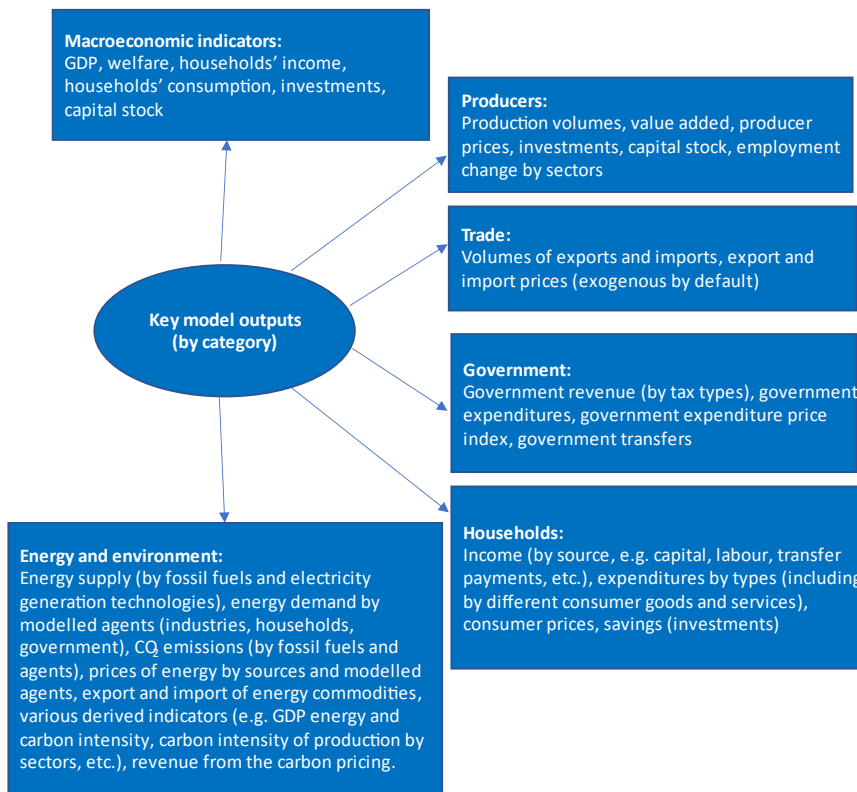 Macroeconomic indicators:
GDP, welfare, households’ income,
households’ consumption, investments,
capital stock
Producers:
Production volumes, value added, producer
prices, investments, capital stock, employment
change by sectors
Trade:
Volumes of exports and imports, export and
import prices (exogenous by default)
Key model outputs
(by category)
Government:
Government revenue (by tax types), government
expenditures, government expenditure price
index, government transfers
Households:
Income (by source, e.g. capital, labour, transfer
payments, etc.), expenditures by types (including
by different consumer goods and services),
consumer prices, savings (investments)
Energy and environment:
Energy supply (by fossil fuels and electricity
generation technologies), energy demand by
modelled agents (industries, households,
government), CO₂ emissions (by fossil fuels and
agents), prices of energy by sources and modelled
agents, export and import of energy commodities,
various derived indicators (e.g. GDP energy and
carbon intensity, carbon intensity of production by
sectors, etc.), revenue from the carbon pricing.